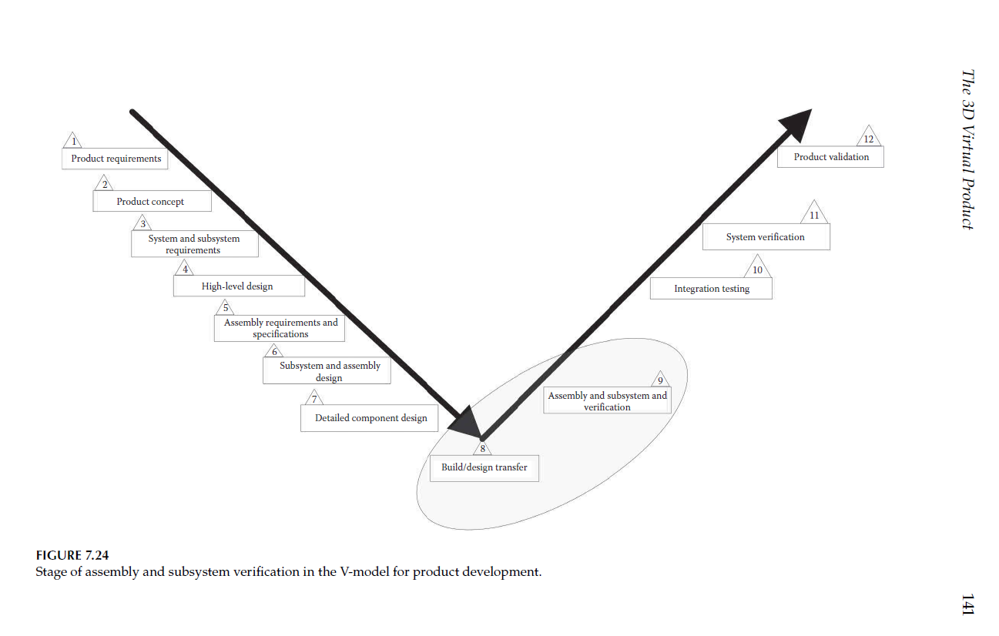 The 3D Virtual Product
1
Product requirements
2
Product concept
3
System and subsystem
requirements
4
High-level design
5
Assembly requirements and
specifications
6
Subsystem and assembly
design
7
Detailed component design
8
Build/design transfer
9
Assembly and subsystem and
verification
10
Integration testing
11
System verification
12
Product validation
FIGURE 7.24
Stage of assembly and subsystem verification in the V-model for product development.
141